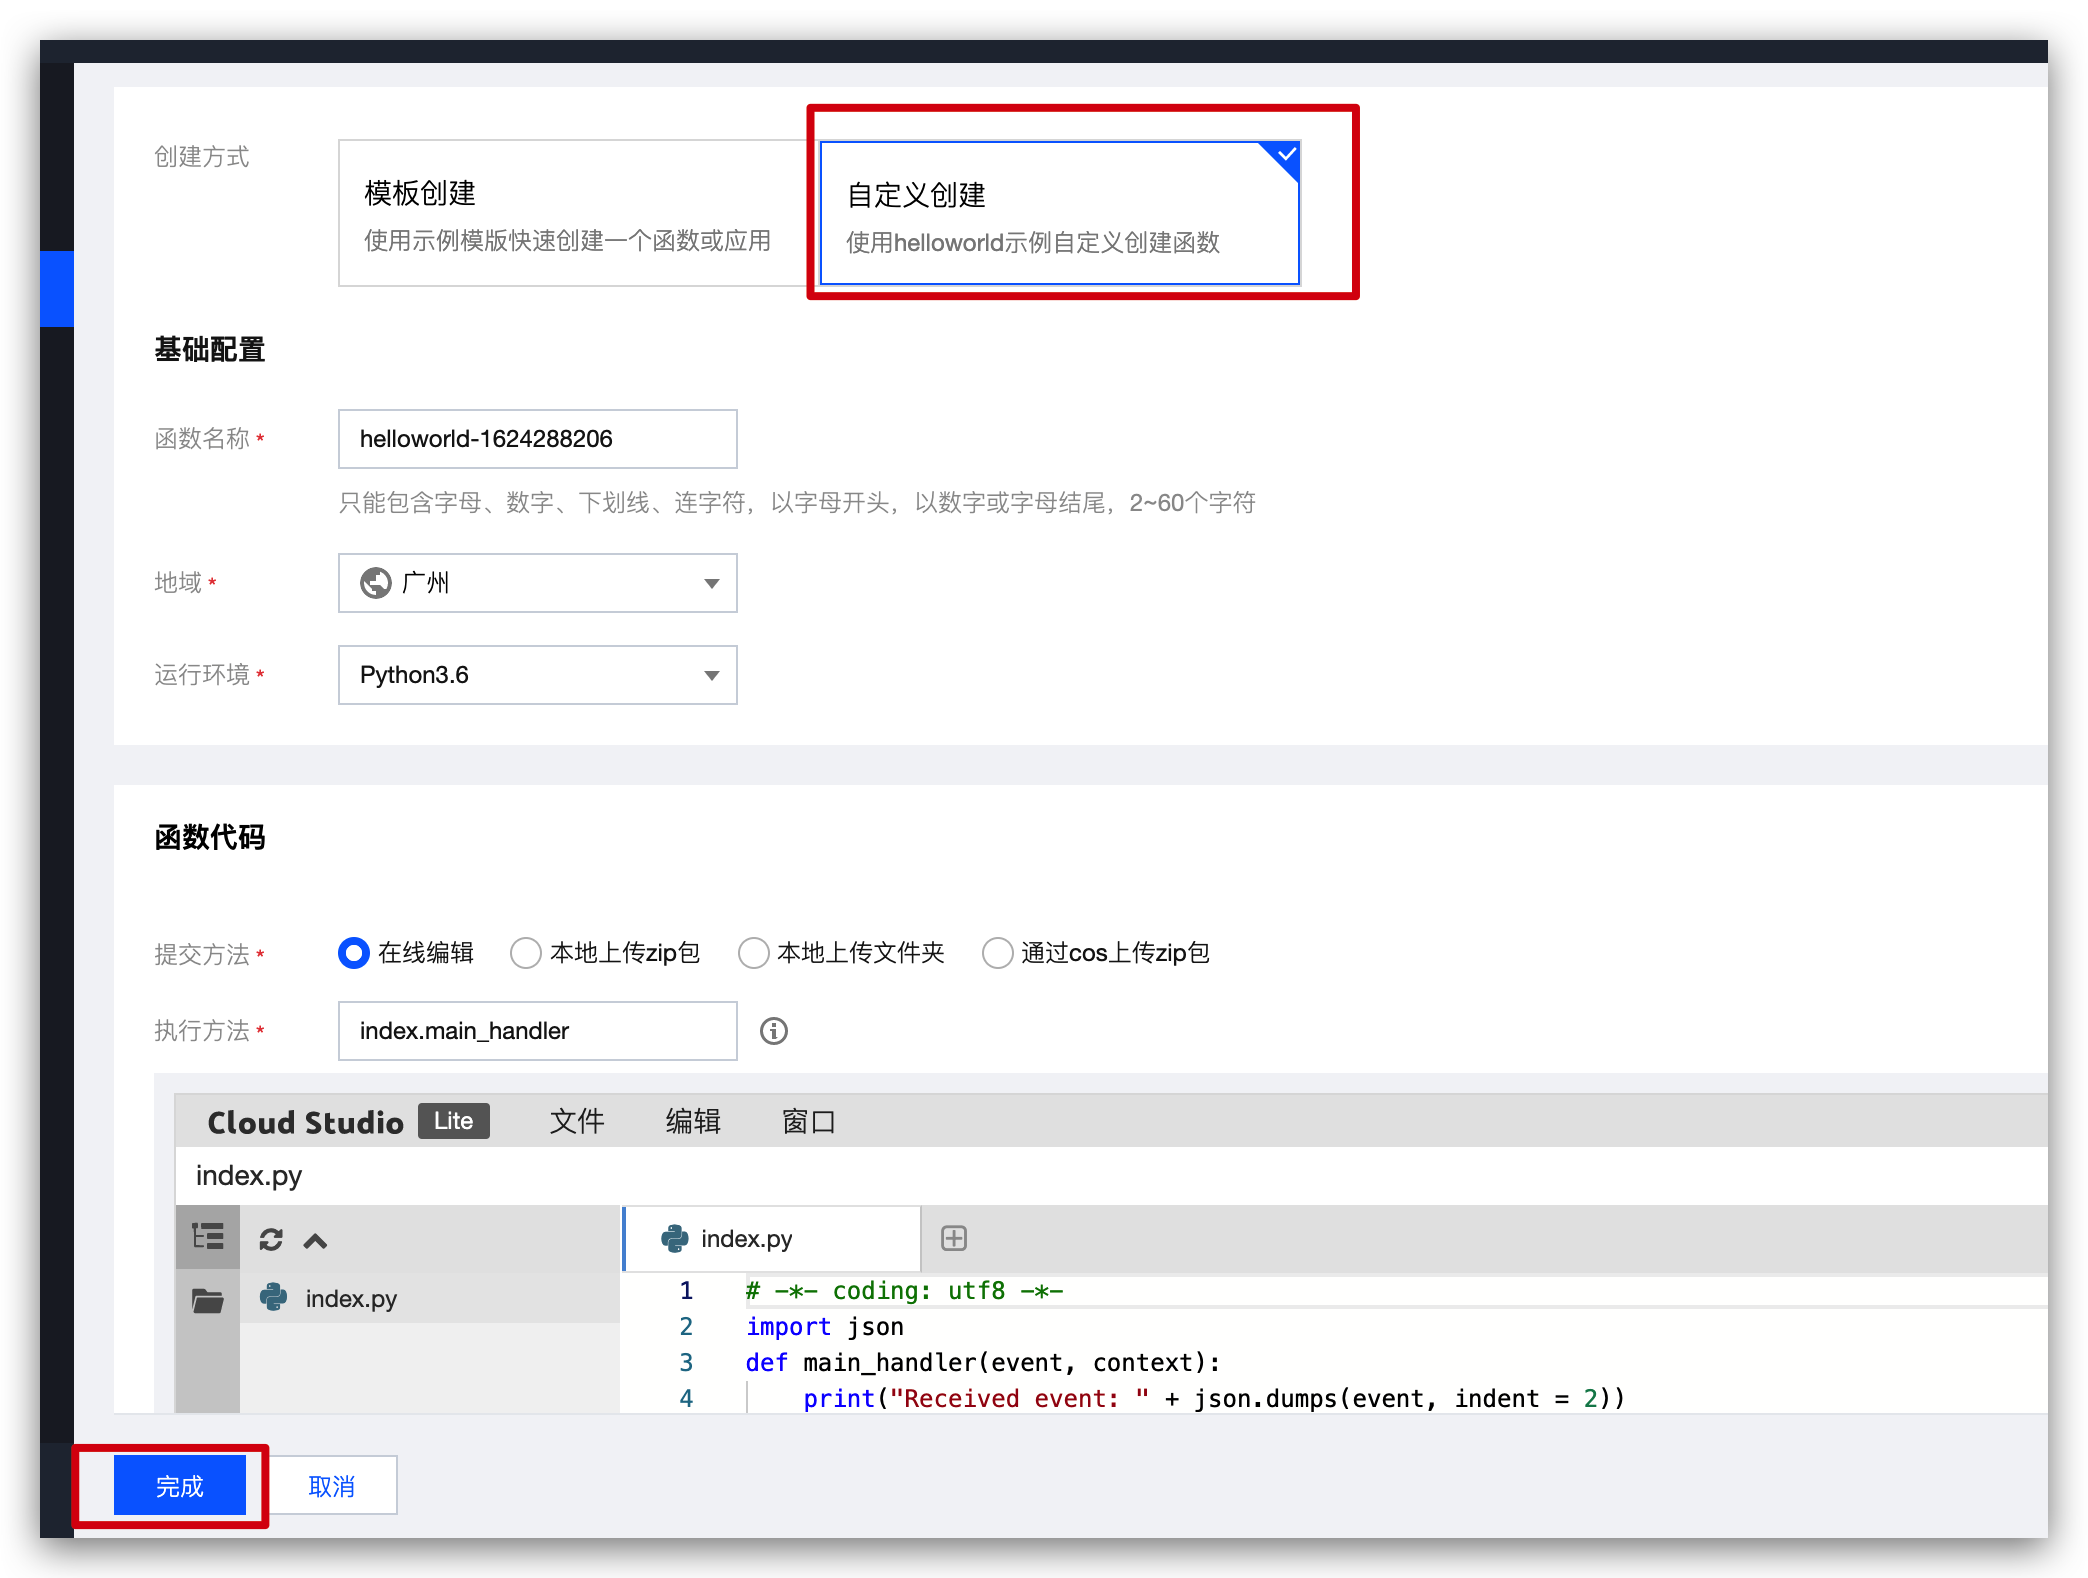 创建方式
模板创建
使用示例模版快速创建一个函数或应用
自定义创建
使用helloworld示例自定义创建函数
基础配置
函数名称 *
helloworld-1624288206
只能包含字母、数字、下划线、连字符，以字母开头，以数字或字母结尾，2~60个字符
地域 *
广州
运行环境 *
Python3.6
函数代码
提交方法 *
在线编辑 本地上传zip包 本地上传文件夹 通过cos上传zip包
执行方法 *
index.main_handler
Cloud Studio Lite 文件 编辑 窗口
index.py
index.py
index.py
1 # -*- coding: utf8 -*-
2 import json
3 def main_handler(event, context):
4 print("Received event: " + json.dumps(event, indent = 2))
完成 取消